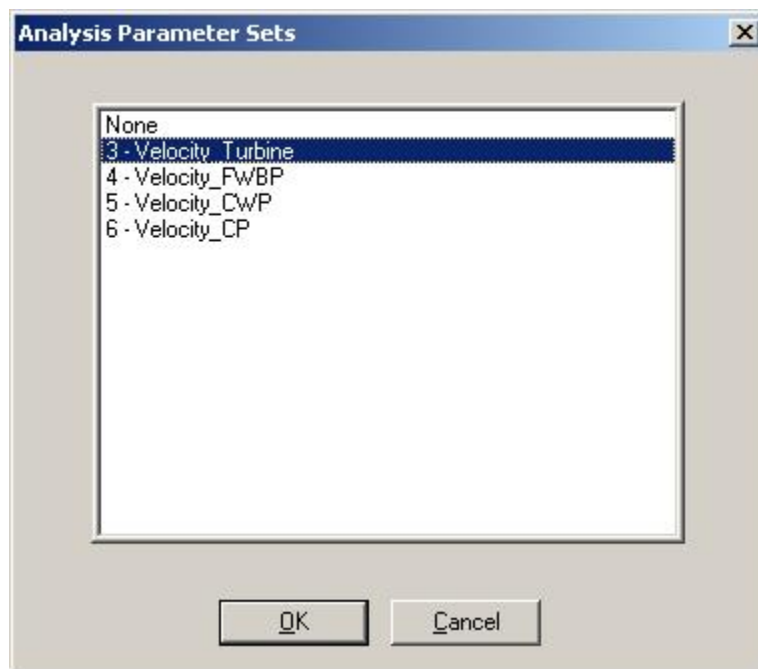 Analysis Parameter Sets
None
3 - Velocity_Turbine
4 - Velocity_FWBP
5 - Velocity_CWP
6 - Velocity_CP
OK
Cancel